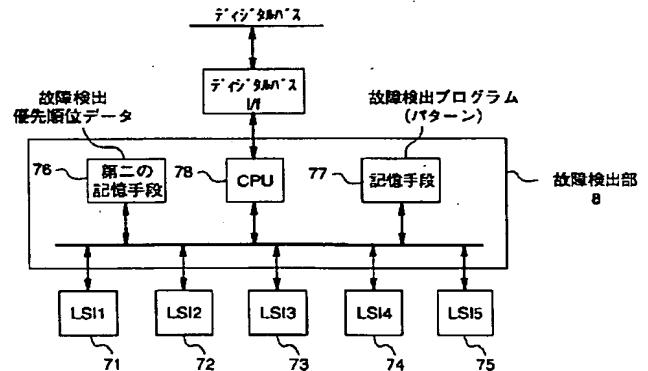 ディジタルバス
ディジタルバス
I/f
故障検出
優先順位データ
故障検出プログラム
(パターン)
76
第二の
記憶手段
78
CPU
77
記憶手段
故障検出部
8
LSI1
LSI2
LSI3
LSI4
LSI5
71
72
73
74
75